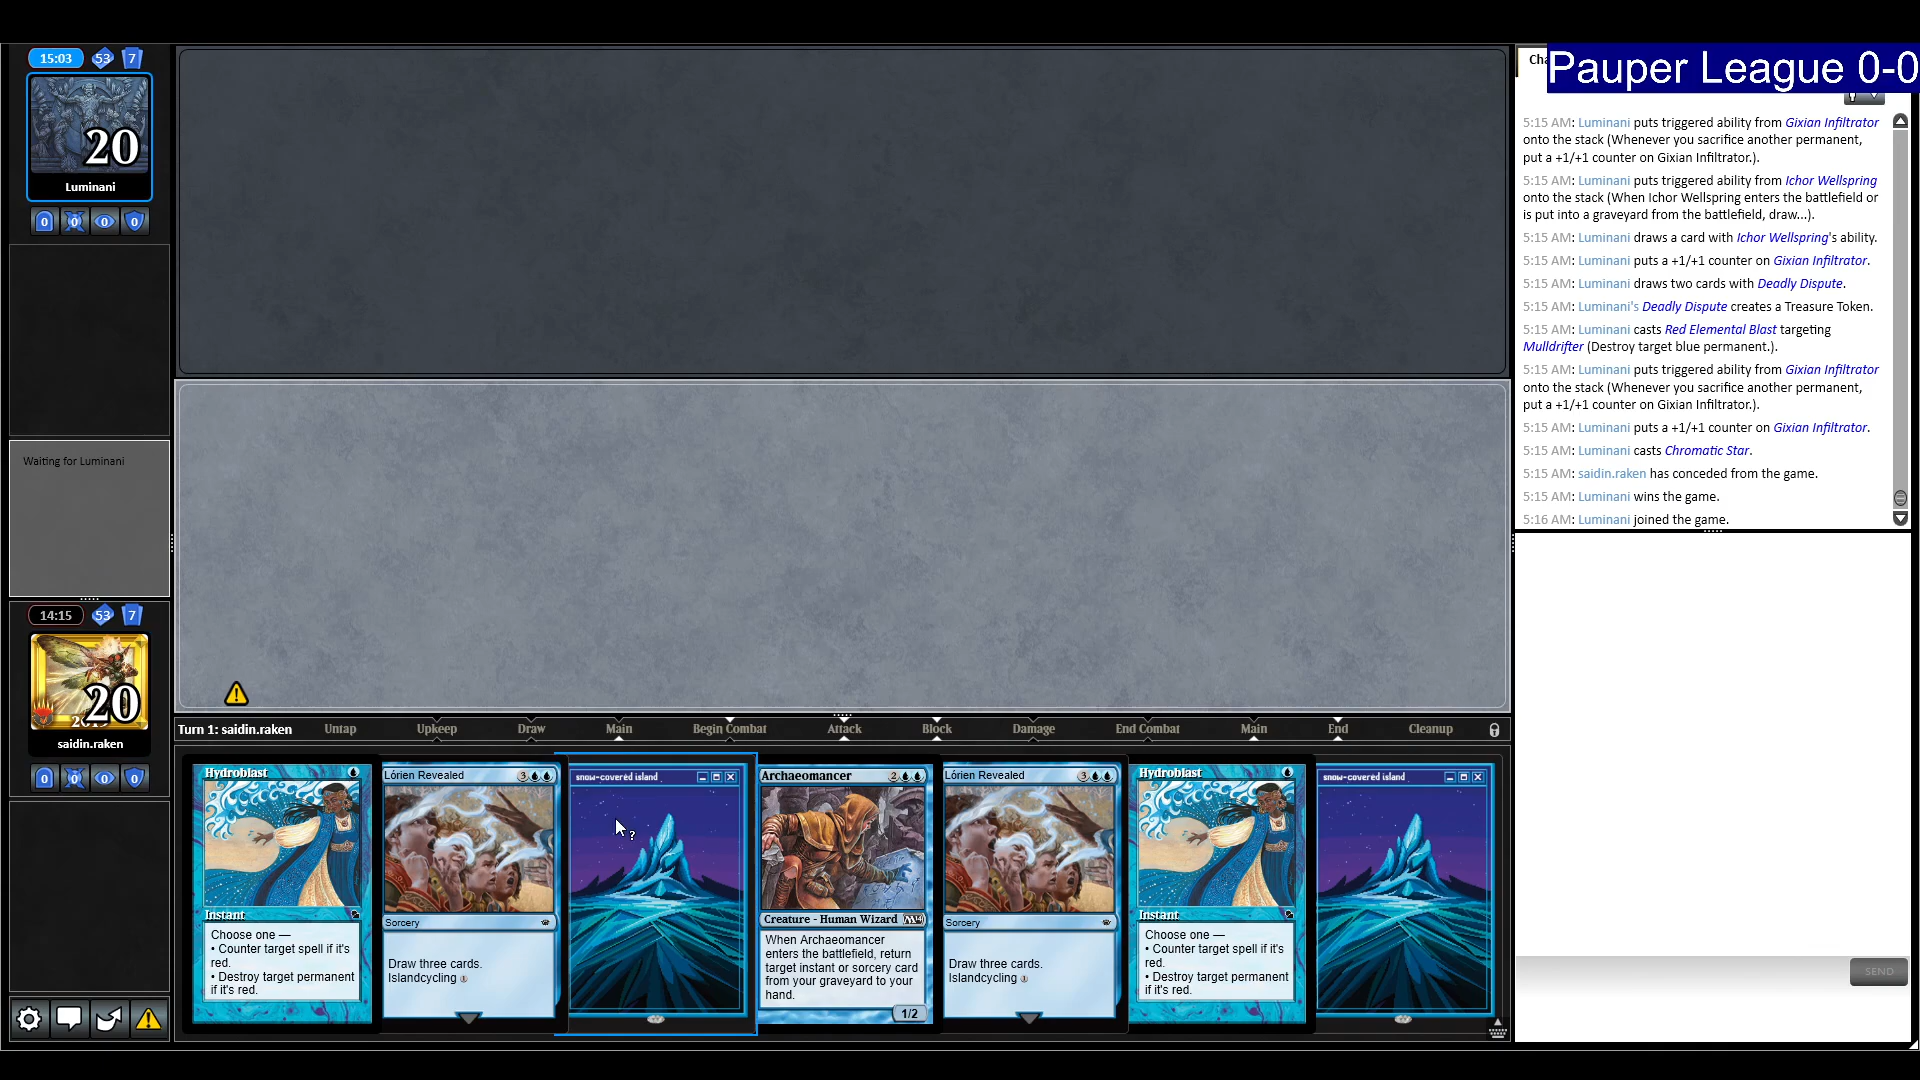 15:03 53 7
20
Luminani
0 0 0 0
Waiting for Luminani
14:15 53 7
20
saidin.raken
0 0 0 0
Pauper League 0-0
5:15 AM: Luminani puts triggered ability from Gixian Infiltrator
onto the stack (Whenever you sacrifice another permanent,
put a +1/+1 counter on Gixian Infiltrator.).
5:15 AM: Luminani puts triggered ability from Ichor Wellspring
onto the stack (When Ichor Wellspring enters the battlefield or
is put into a graveyard from the battlefield, draw...).
5:15 AM: Luminani draws a card with Ichor Wellspring's ability.
5:15 AM: Luminani puts a +1/+1 counter on Gixian Infiltrator.
5:15 AM: Luminani draws two cards with Deadly Dispute.
5:15 AM: Luminani's Deadly Dispute creates a Treasure Token.
5:15 AM: Luminani casts Red Elemental Blast targeting
Mulldrifter (Destroy target blue permanent.).
5:15 AM: Luminani puts triggered ability from Gixian Infiltrator
onto the stack (Whenever you sacrifice another permanent,
put a +1/+1 counter on Gixian Infiltrator.).
5:15 AM: Luminani puts a +1/+1 counter on Gixian Infiltrator.
5:15 AM: Luminani casts Chromatic Star.
5:15 AM: saidin.raken has conceded from the game.
5:15 AM: Luminani wins the game.
5:16 AM: Luminani joined the game.
SEND
Turn 1: saidin.raken Untap Upkeep Draw Main Begin Combat Attack Block Damage End Combat Main End Cleanup
Hydroblast
Instant
Choose one —
• Counter target spell if it's
red.
• Destroy target permanent
if it's red.
Lórien Revealed 3
Sorcery
Draw three cards.
Islandcycling 1
snow-covered island
Archaeomancer 2
Creature - Human Wizard M14
When Archaeomancer
enters the battlefield, return
target instant or sorcery card
from your graveyard to your
hand.
1/2
Lórien Revealed 3
Sorcery
Draw three cards.
Islandcycling 1
Hydroblast
Instant
Choose one —
• Counter target spell if it's
red.
• Destroy target permanent
if it's red.
snow-covered island